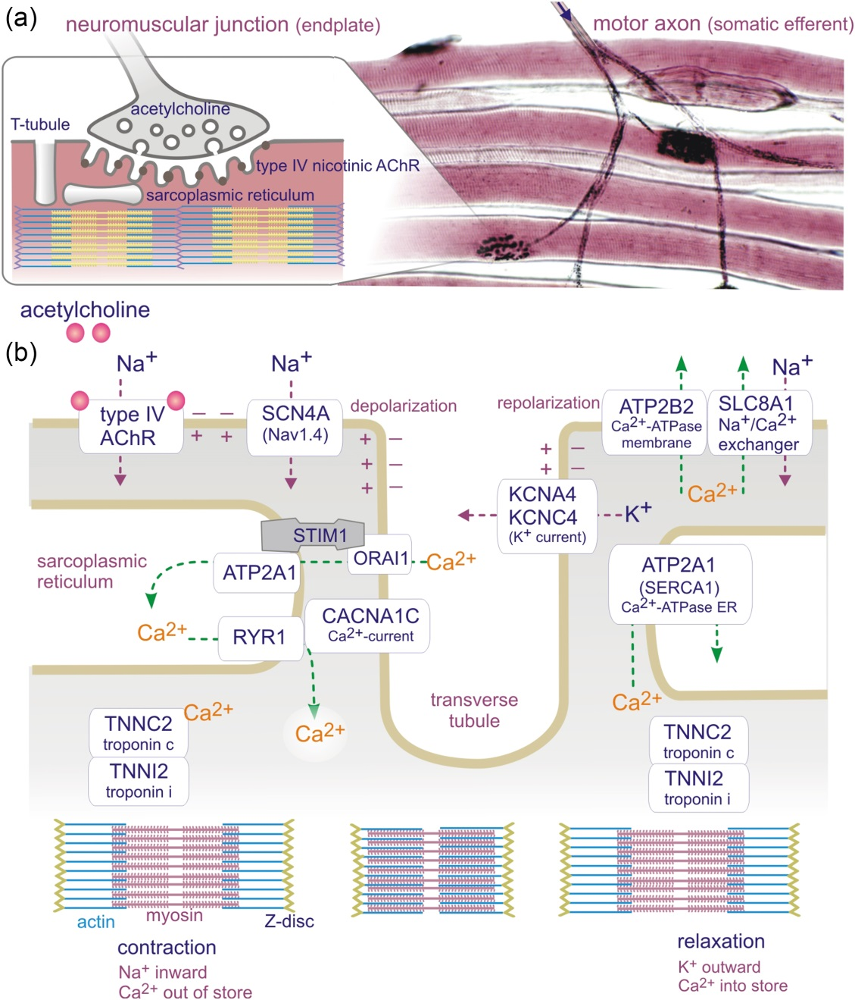 (a)
neuromuscular junction (endplate)
motor axon (somatic efferent)
acetylcholine
T-tubule
type IV nicotinic AChR
sarcoplasmic reticulum
acetylcholine
(b)
Na+
Na+
Na+
type IV
AChR
SCN4A
(Nav1.4)
depolarization
repolarization
ATP2B2
Ca2+-ATPase
membrane
SLC8A1
Na+/Ca2+
exchanger
− −
+ +
+ −
+ −
+ −
+ −
+ −
Ca2+
KCNA4
KCNC4
(K+ current)
K+
STIM1
ORAI1
Ca2+
sarcoplasmic
reticulum
ATP2A1
ATP2A1
(SERCA1)
Ca2+-ATPase ER
Ca2+
RYR1
CACNA1C
Ca2+-current
transverse
tubule
Ca2+
Ca2+
Ca2+
TNNC2
troponin c
TNNI2
troponin i
TNNC2
troponin c
TNNI2
troponin i
actin
myosin
Z-disc
contraction
Na+ inward
Ca2+ out of store
relaxation
K+ outward
Ca2+ into store